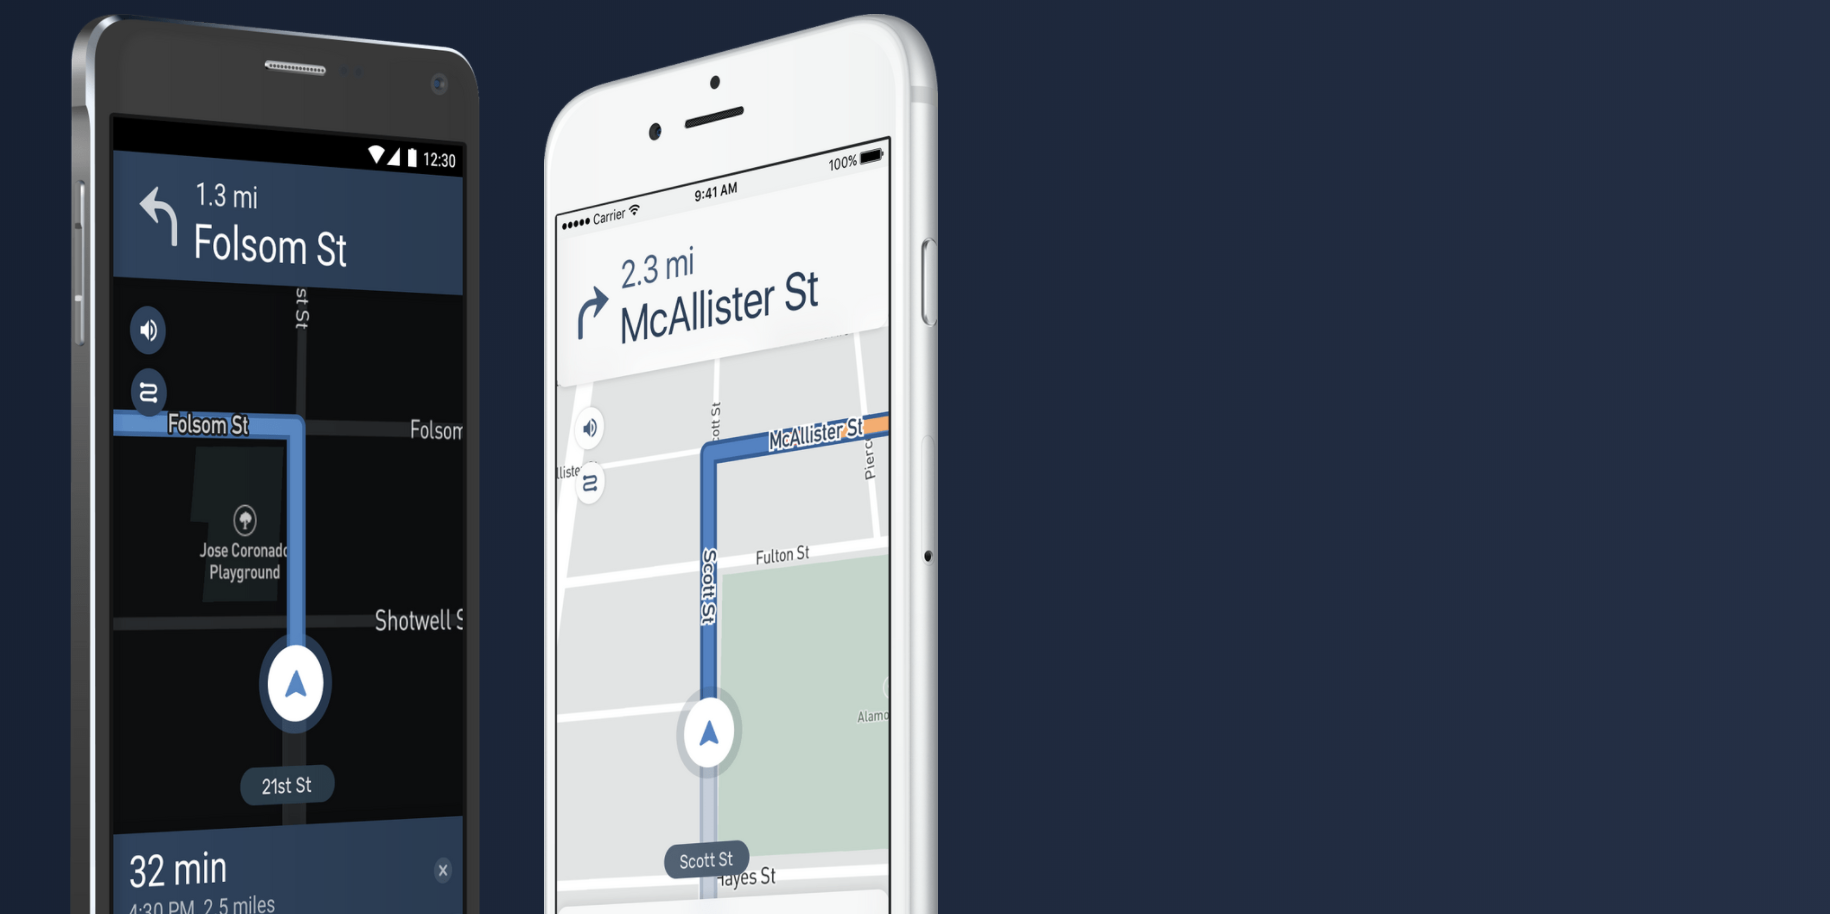 12:30
1.3 mi
Folsom St
st St
Folsom St
Folsom
Jose Coronado
Playground
Shotwell S
21st St
32 min
x
4:30 PM 2.5 miles
100%
9:41 AM
Carrier
2.3 mi
McAllister St
ott St
McAllister St
lliste
Pierc
Fulton St
Scott St
Alamo
Scott St
Hayes St